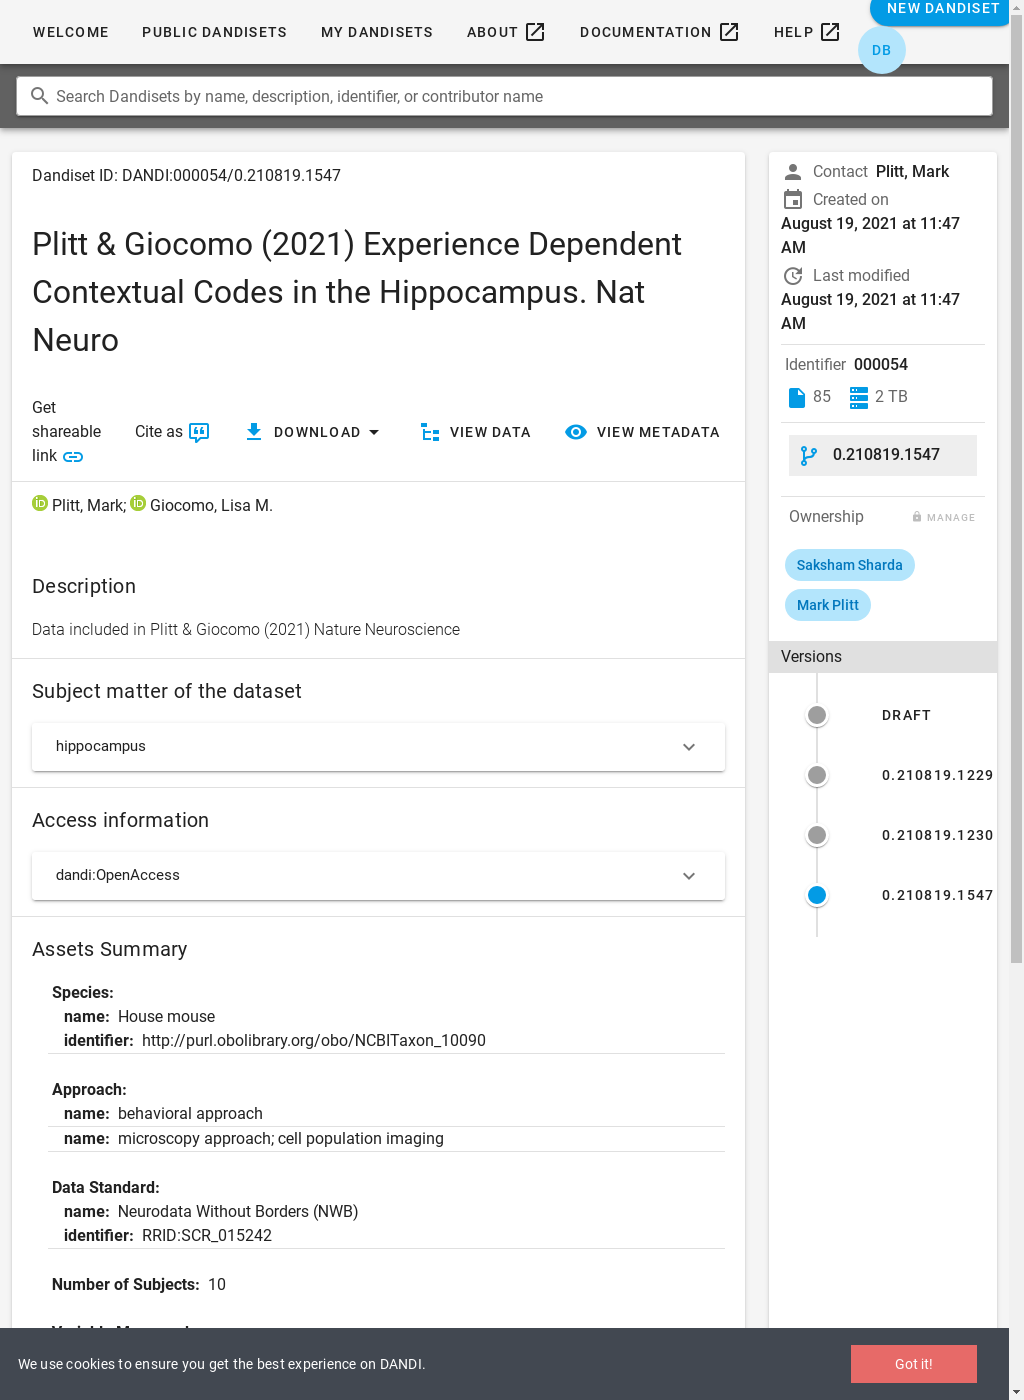 WELCOME PUBLIC DANDISETS MY DANDISETS ABOUT DOCUMENTATION HELP NEW DANDISET
DB
Search Dandisets by name, description, identifier, or contributor name
Dandiset ID: DANDI:000054/0.210819.1547
Plitt & Giocomo (2021) Experience Dependent
Contextual Codes in the Hippocampus. Nat
Neuro
Get
shareable
link
Cite as
DOWNLOAD
VIEW DATA
VIEW METADATA
Plitt, Mark; Giocomo, Lisa M.
Description
Data included in Plitt & Giocomo (2021) Nature Neuroscience
Subject matter of the dataset
hippocampus
Access information
dandi:OpenAccess
Assets Summary
Species:
name: House mouse
identifier: http://purl.obolibrary.org/obo/NCBITaxon_10090
Approach:
name: behavioral approach
name: microscopy approach; cell population imaging
Data Standard:
name: Neurodata Without Borders (NWB)
identifier: RRID:SCR_015242
Number of Subjects: 10
Contact Plitt, Mark
Created on
August 19, 2021 at 11:47
AM
Last modified
August 19, 2021 at 11:47
AM
Identifier 000054
85 2 TB
0.210819.1547
Ownership MANAGE
Saksham Sharda
Mark Plitt
Versions
DRAFT
0.210819.1229
0.210819.1230
0.210819.1547
We use cookies to ensure you get the best experience on DANDI.
Got it!